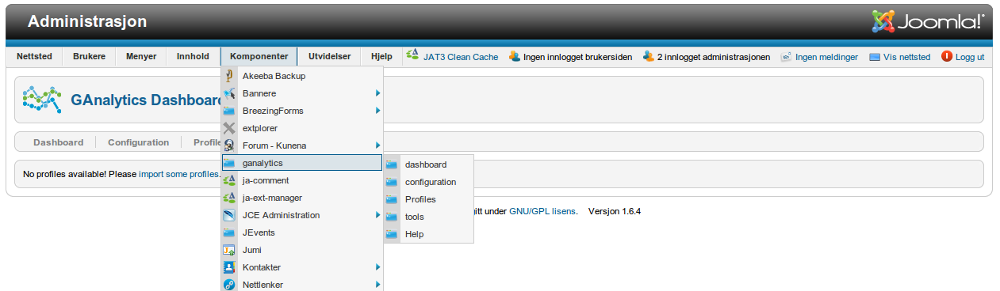 Administrasjon
Joomla!
Nettsted Brukere Menyer Innhold Komponenter Utvidelser Hjelp JAT3 Clean Cache Ingen innlogget brukersiden 2 innlogget administrasjonen Ingen meldinger Vis nettsted Logg ut
Akeeba Backup
Bannere
GAnalytics Dashboard
BreezingForms
extplorer
Dashboard Configuration Profile
Forum - Kunena
ganalytics
dashboard
No profiles available! Please import some profiles.
ja-comment
configuration
ja-ext-manager
Profiles
JCE Administration
tools
itt under GNU/GPL lisens. Versjon 1.6.4
JEvents
Help
Jumi
Kontakter
Nettlenker